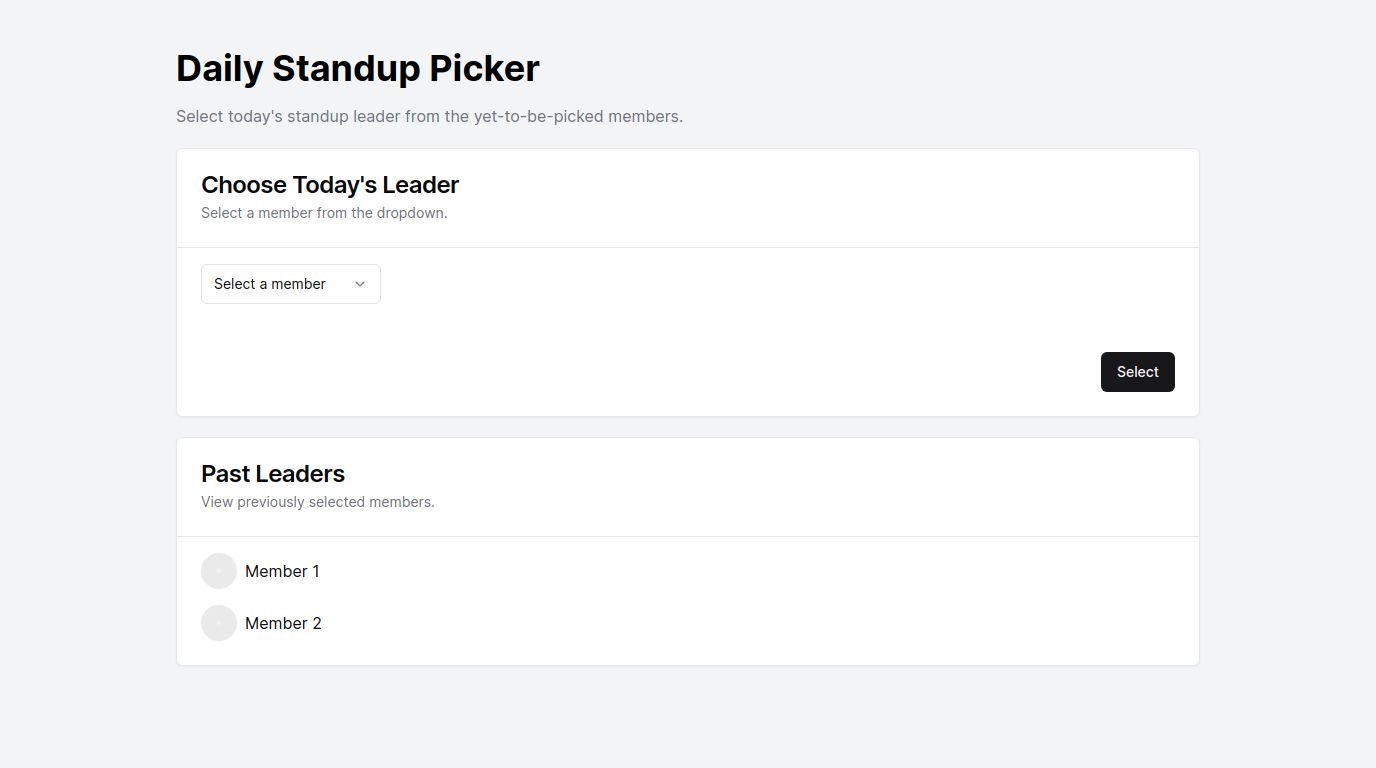 Daily Standup Picker
Select today's standup leader from the yet-to-be-picked members.
Choose Today's Leader
Select a member from the dropdown.
Select a member
Select
Past Leaders
View previously selected members.
Member 1
Member 2